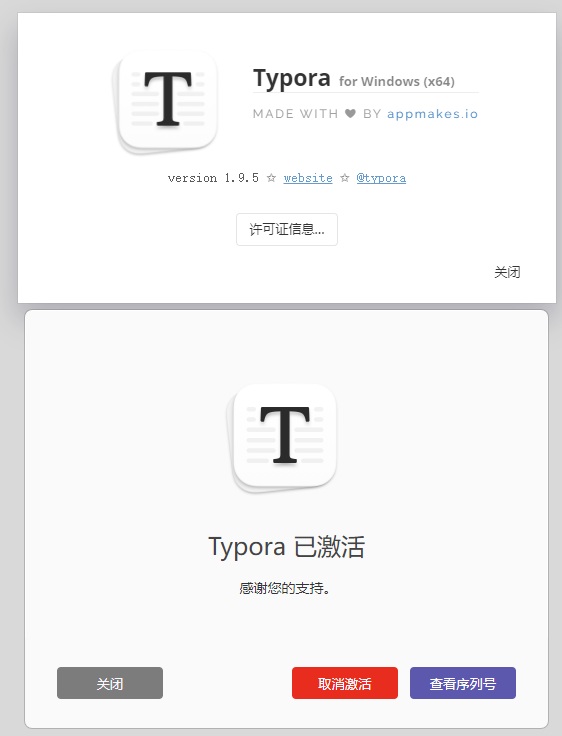 Typora for Windows (x64)
MADE WITH ♥ BY appmakes.io
version 1.9.5 ☆ website ☆ @typora
许可证信息...
关闭
Typora 已激活
感谢您的支持。
关闭 取消激活 查看序列号